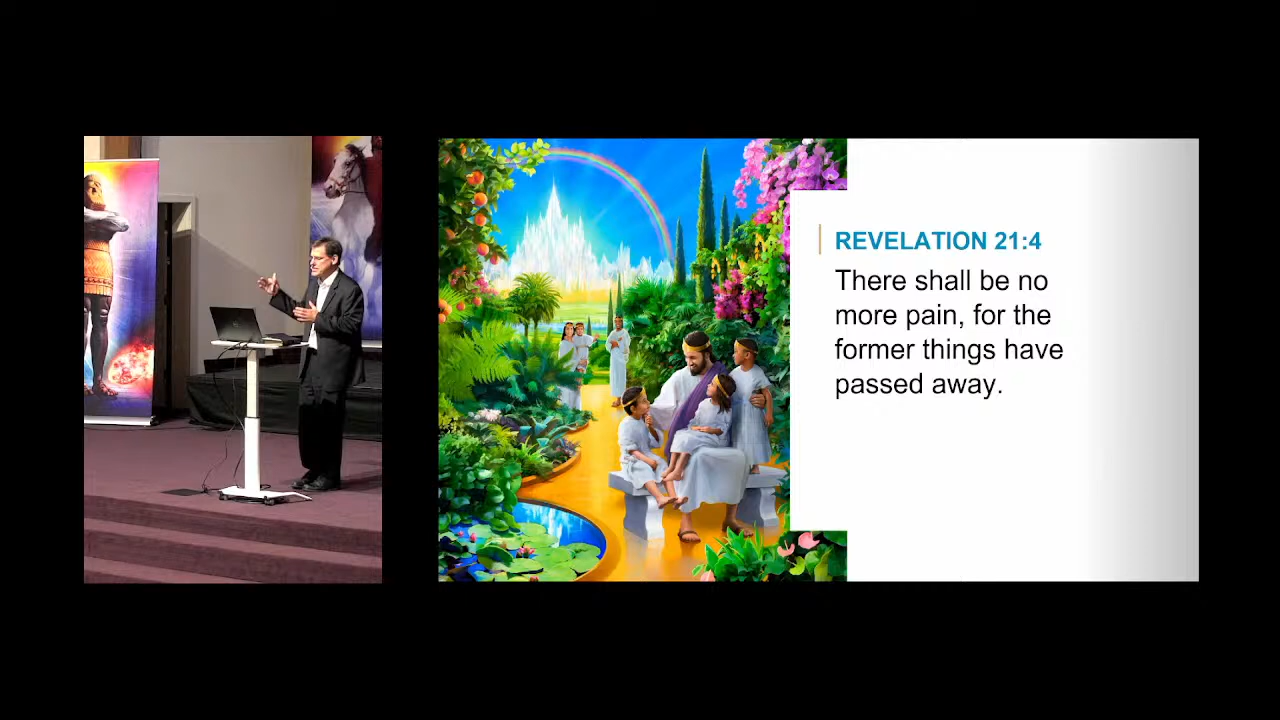 REVELATION 21:4
There shall be no
more pain, for the
former things have
passed away.